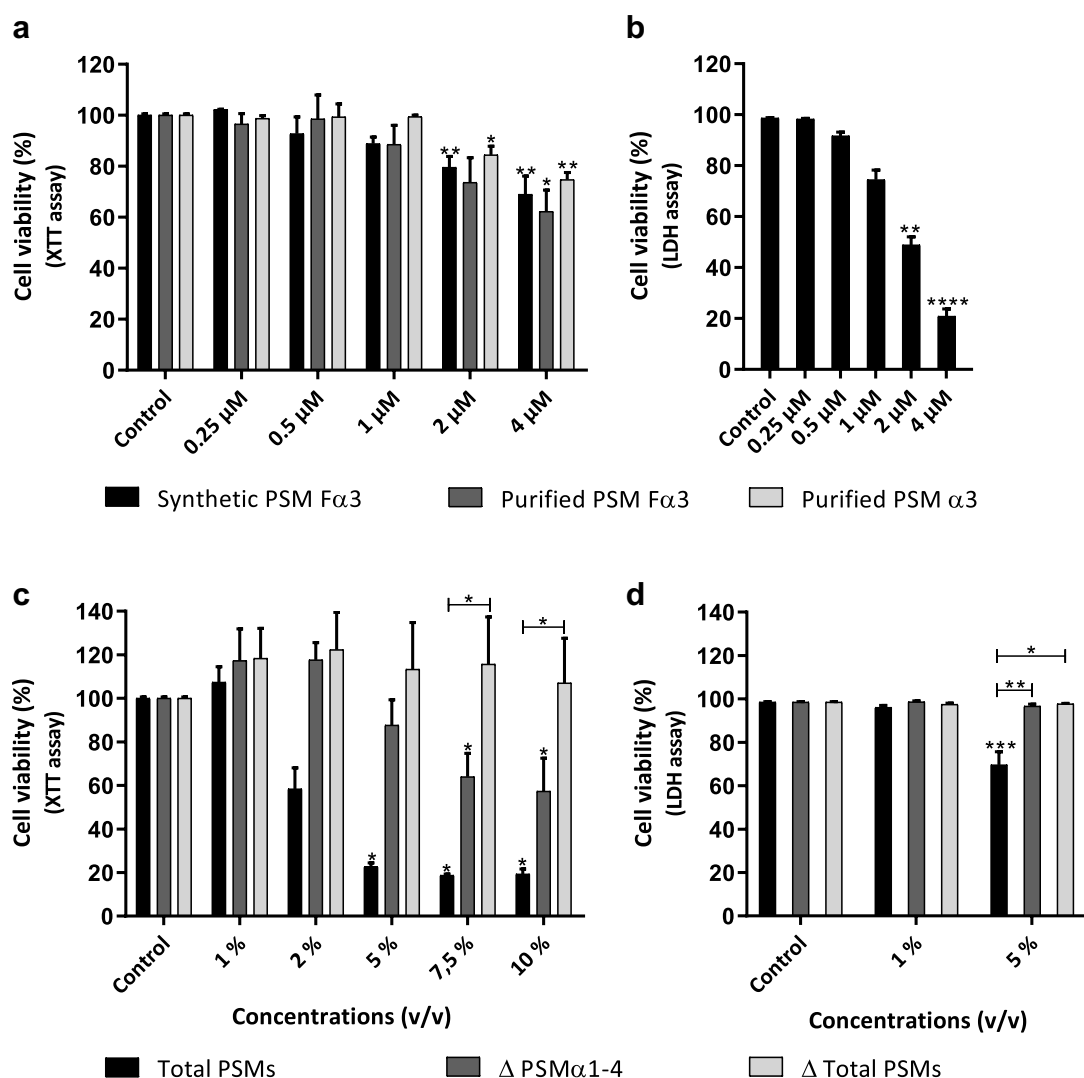 a
Cell viability (%)
(XTT assay)
120
100
80
60
40
20
0
** * ** * **
Control 0.25 µM 0.5 µM 1 µM 2 µM 4 µM
b
Cell viability (%)
(LDH assay)
120
100
80
60
40
20
0
** ****
Control 0.25 µM 0.5 µM 1 µM 2 µM 4 µM
Synthetic PSM Fα3 Purified PSM Fα3 Purified PSM α3
c
Cell viability (%)
(XTT assay)
140
120
100
80
60
40
20
0
* *
* * * * *
Control 1 % 2 % 5 % 7,5 % 10 %
Concentrations (v/v)
d
Cell viability (%)
(LDH assay)
140
120
100
80
60
40
20
0
*
**
***
Control 1 % 5 %
Concentrations (v/v)
Total PSMs Δ PSMα1-4 Δ Total PSMs